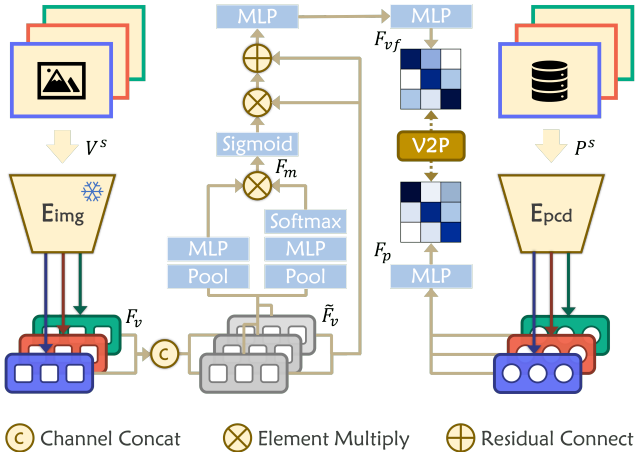 MLP
MLP
F_vf
V^s
Sigmoid
V2P
P^s
F_m
E_img
Softmax
E_pcd
MLP
MLP
F_p
Pool
Pool
MLP
F_v
F̃_v
C
C Channel Concat
Element Multiply
Residual Connect